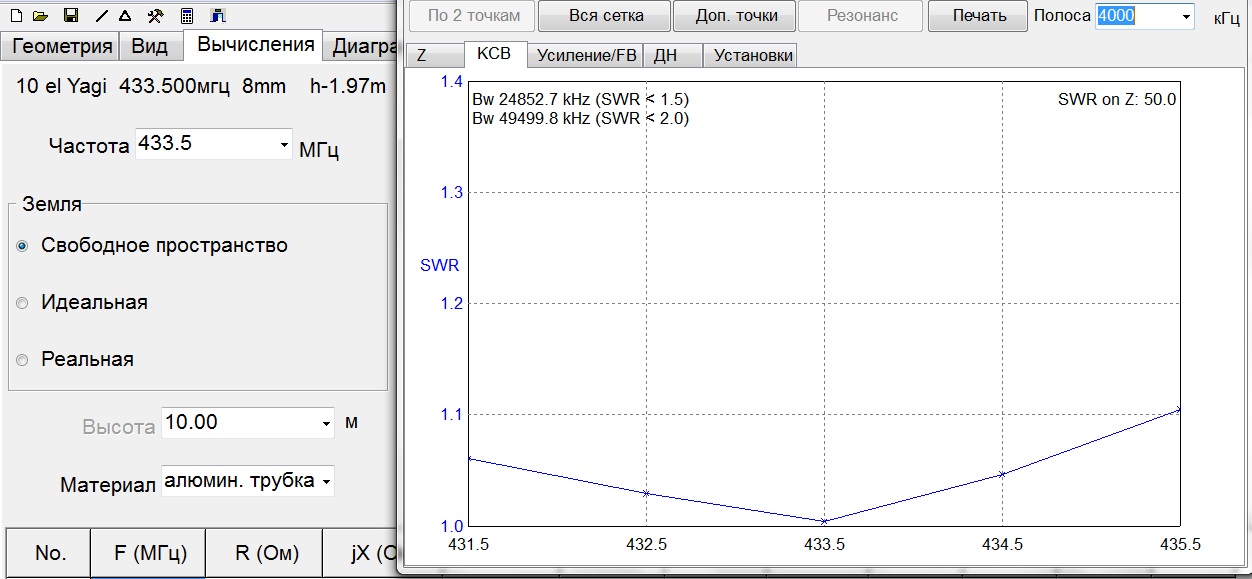 Геометрия Вид Вычисления Диагра
10 el Yagi 433.500мгц 8mm h-1.97m
Частота 433.5 МГц
Земля
Свободное пространство
Идеальная
Реальная
Высота 10.00 м
Материал алюмин. трубка
No. F (МГц) R (Ом) jX (О
По 2 точкам Вся сетка Доп. точки Резонанс Печать Полоса 4000 кГц
Z КСВ Усиление/FB ДН Установки
1.4
Bw 24852.7 kHz (SWR < 1.5) SWR on Z: 50.0
Bw 49499.8 kHz (SWR < 2.0)
1.3
SWR
1.2
1.1
1.0
431.5 432.5 433.5 434.5 435.5